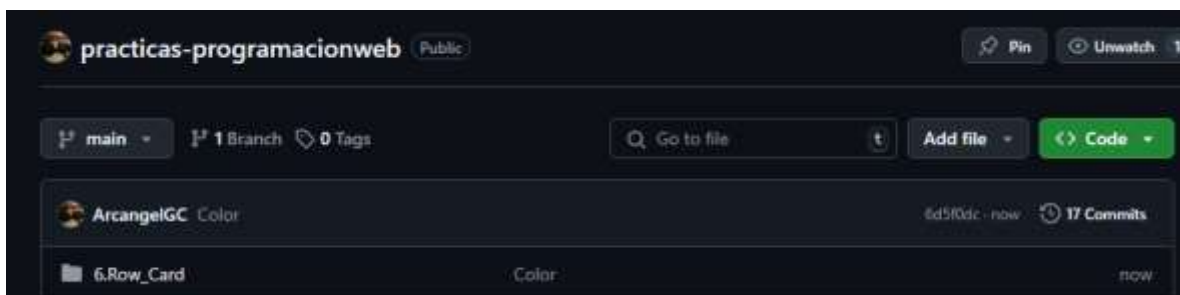 practicas-programacionweb Public Pin Unwatch 1
main 1 Branch 0 Tags Go to file t Add file <> Code
ArcangelGC Color 6d5f0dc · now 17 Commits
6.Row_Card Color now